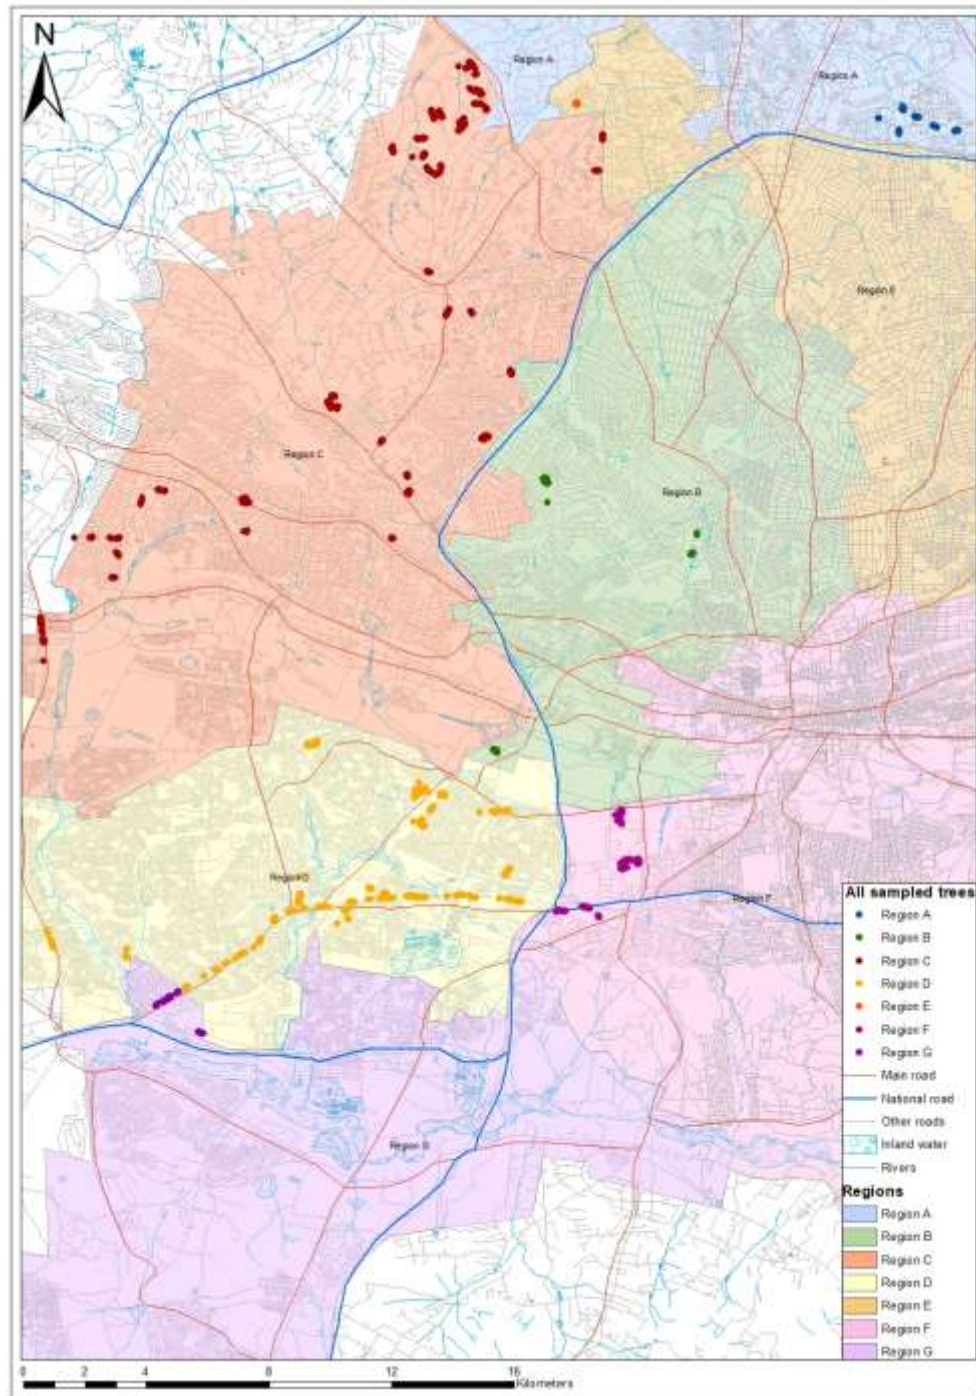 N
Region A
Region A
Region E
Region C
Region B
Region D
Region F
Region G
All sampled trees
Region A
Region B
Region C
Region D
Region E
Region F
Region G
Main road
National road
Other roads
Inland water
Rivers
Regions
Region A
Region B
Region C
Region D
Region E
Region F
Region G
0 2 4 8 12 16
Kilometers